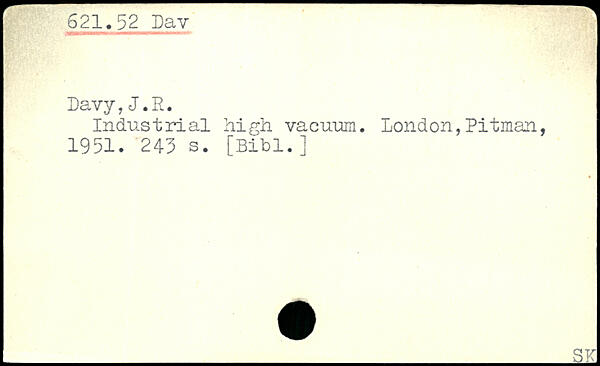 621.52 Dav
Davy,J.R.
Industrial high vacuum. London,Pitman,
1951. 243 s. [Bibl.]
SK